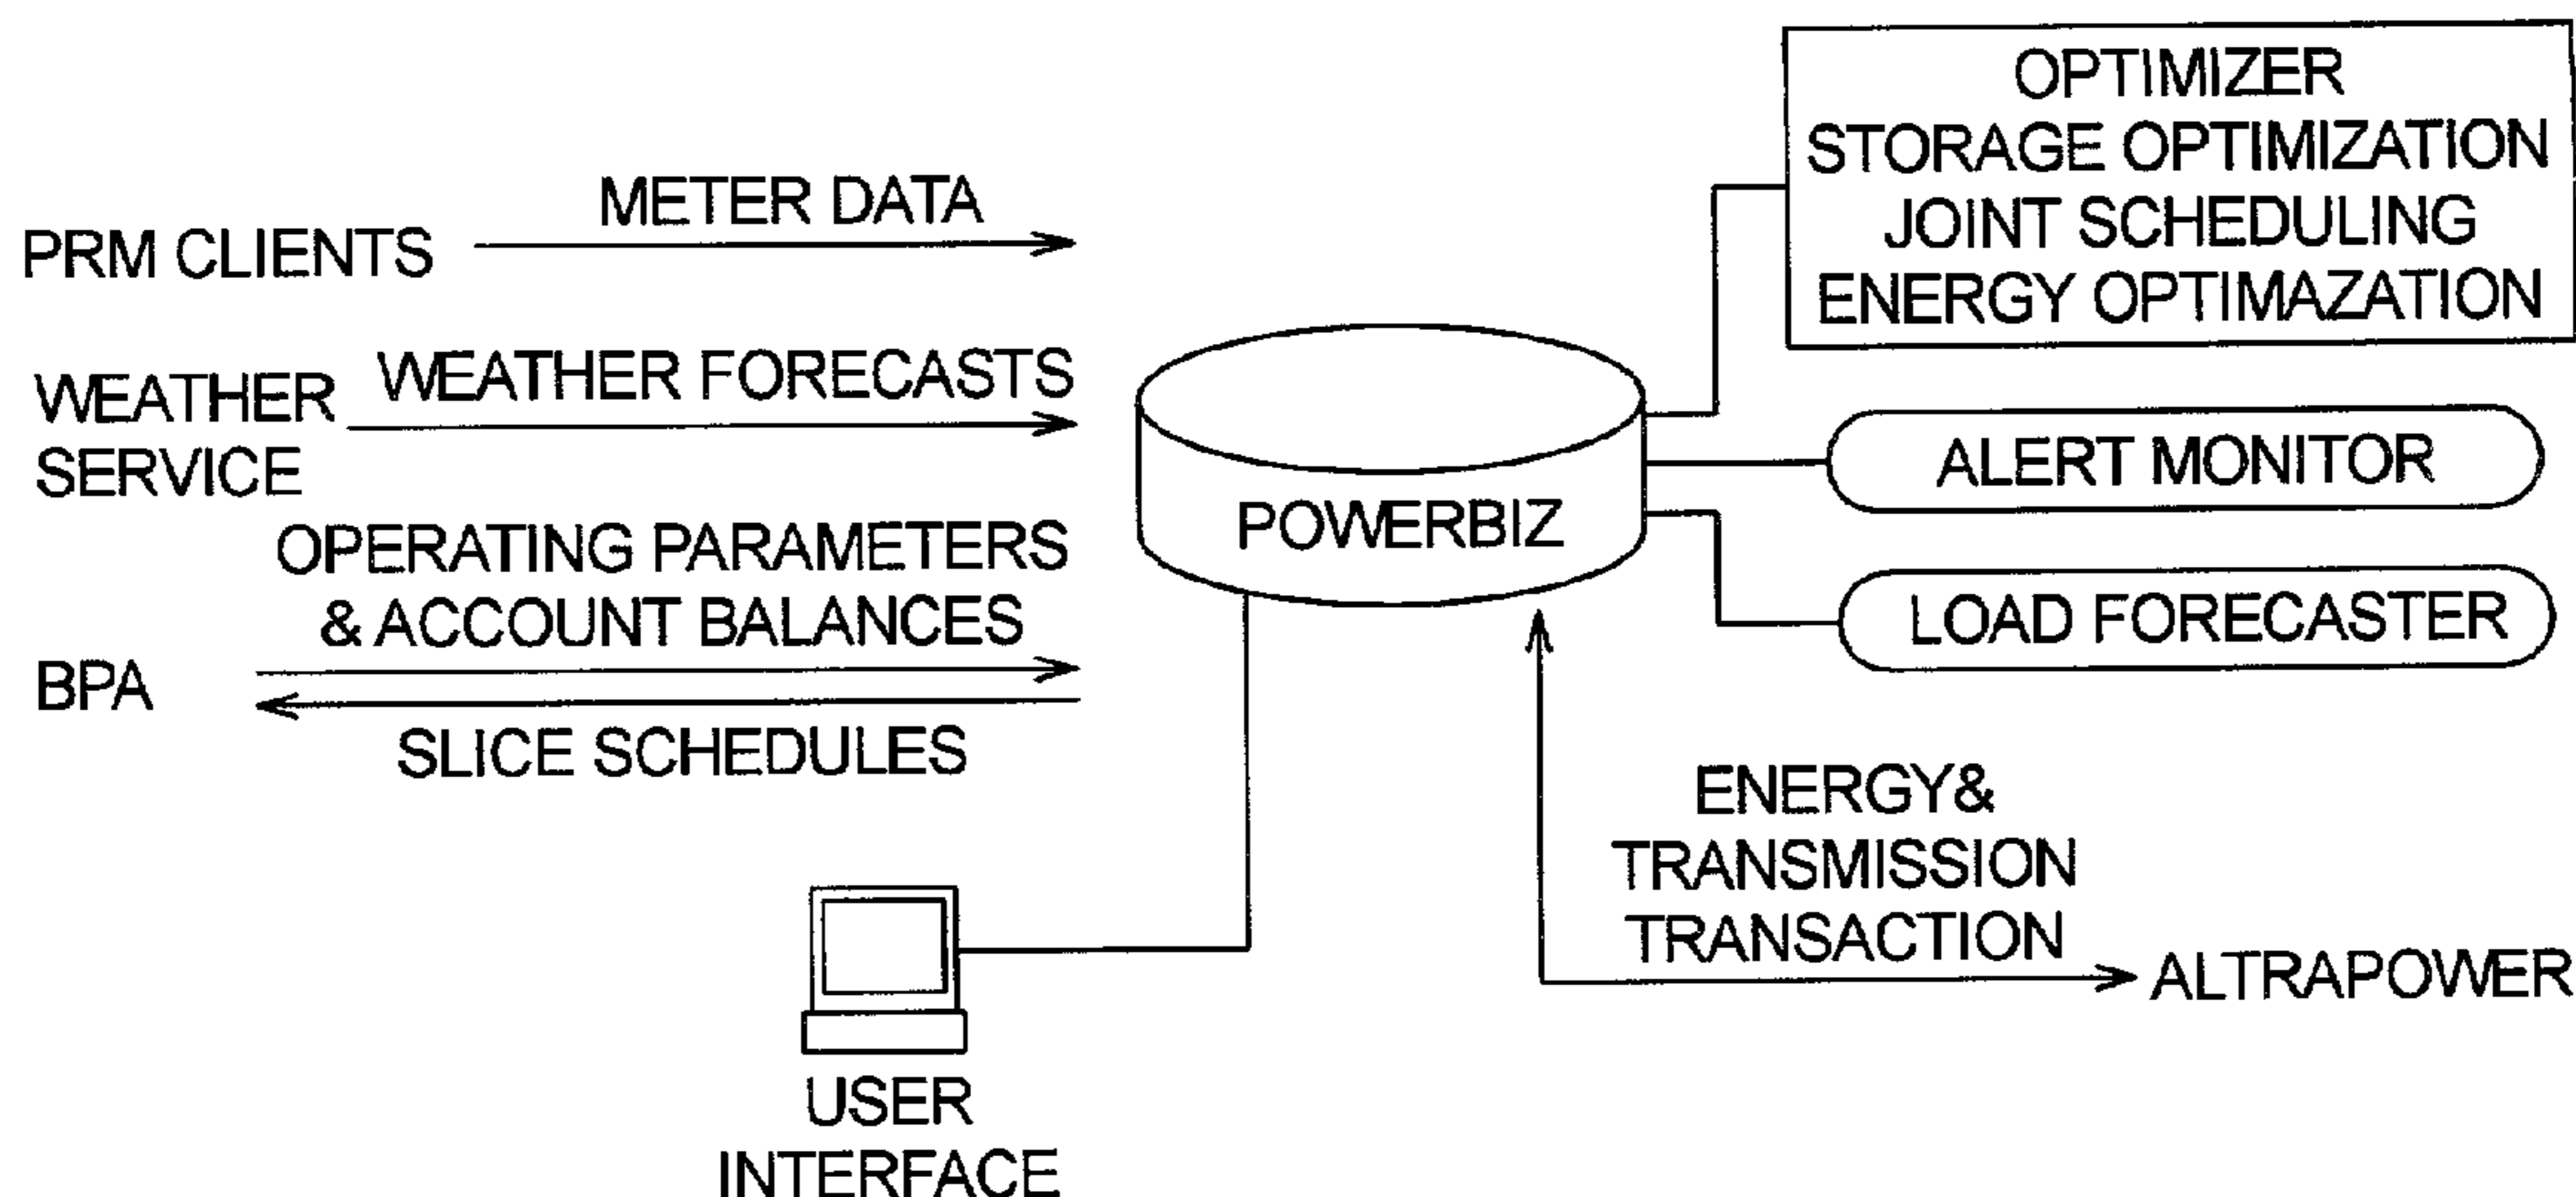 OPTIMIZER
STORAGE OPTIMIZATION
JOINT SCHEDULING
ENERGY OPTIMAZATION
METER DATA
PRM CLIENTS
WEATHER FORECASTS
WEATHER
SERVICE
ALERT MONITOR
POWERBIZ
OPERATING PARAMETERS
& ACCOUNT BALANCES
LOAD FORECASTER
BPA
SLICE SCHEDULES
ENERGY&
TRANSMISSION
TRANSACTION
ALTRAPOWER
USER
INTERFACE